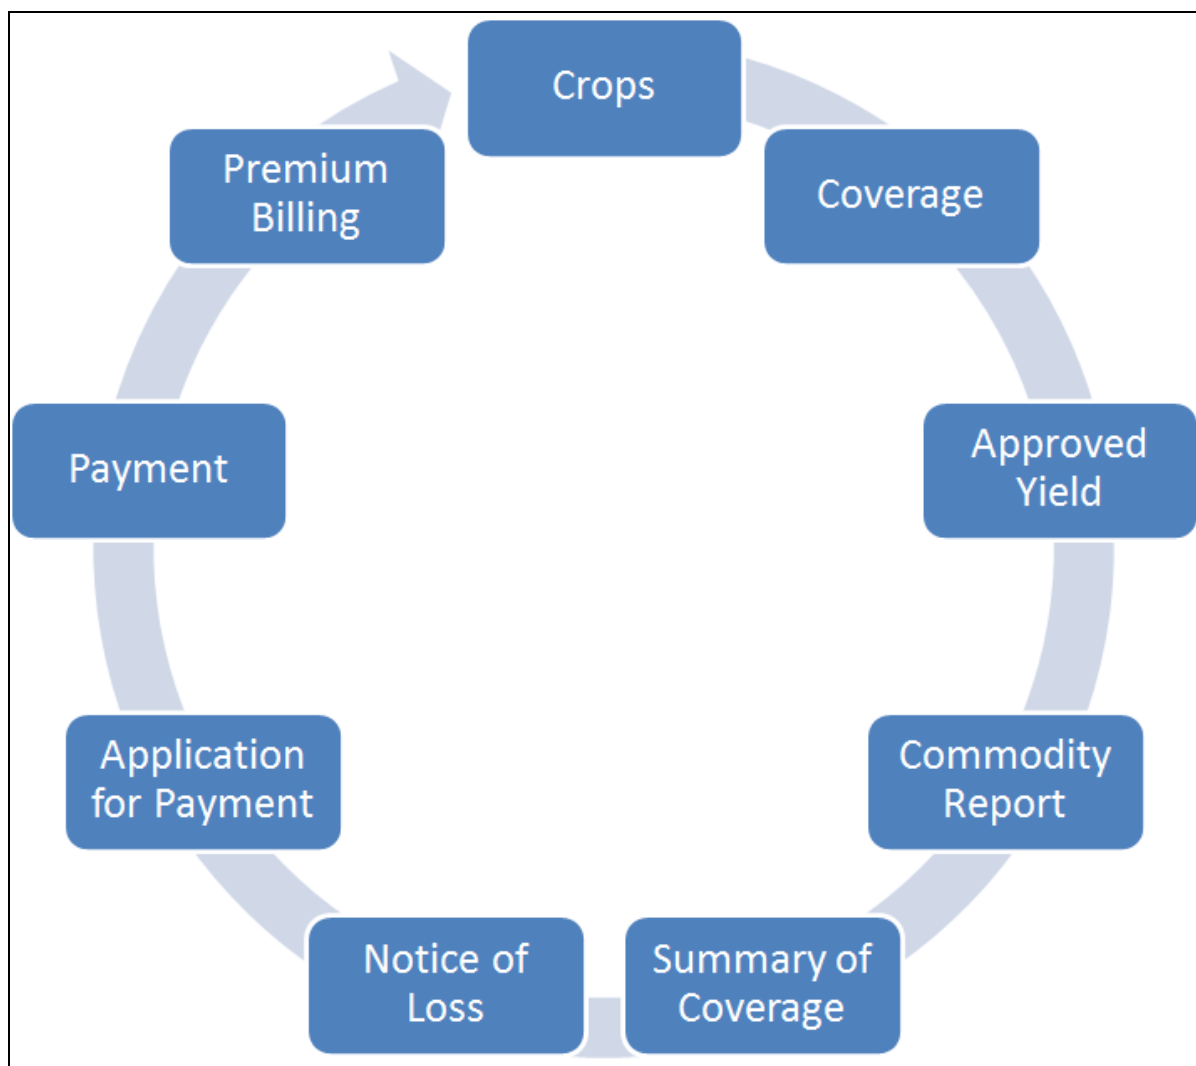 Crops
Coverage
Approved
Yield
Commodity
Report
Summary of
Coverage
Notice of
Loss
Application
for Payment
Payment
Premium
Billing